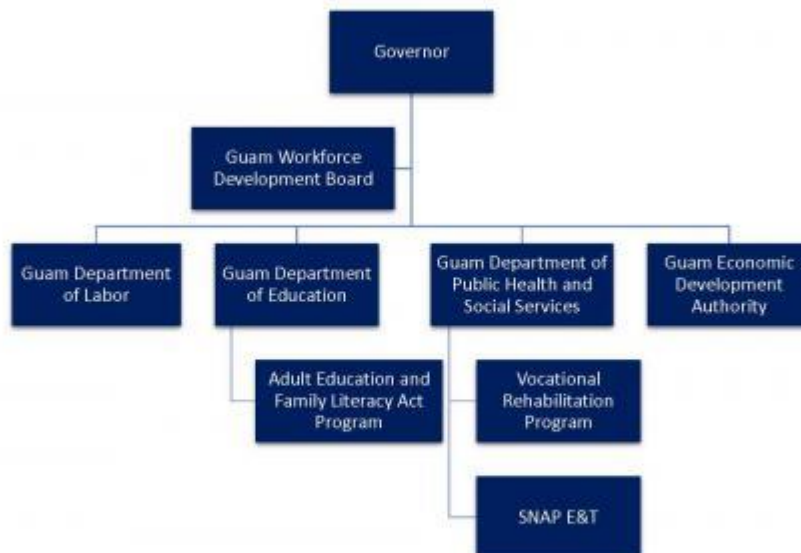 Governor
Guam Workforce
Development Board
Guam Department
of Labor
Guam Department
of Education
Guam Department of
Public Health and
Social Services
Guam Economic
Development
Authority
Adult Education and
Family Literacy Act
Program
Vocational
Rehabilitation
Program
SNAP E&T